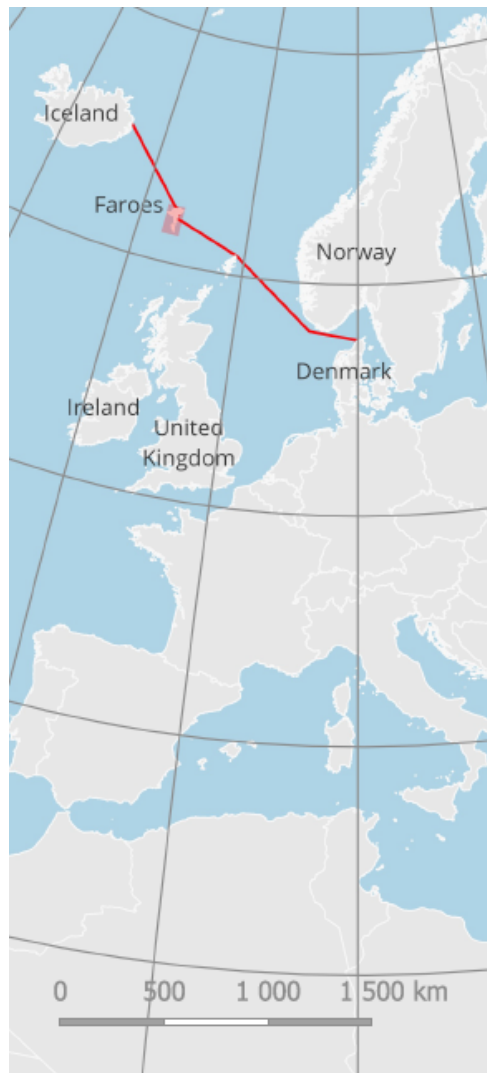 Iceland
Faroes
Norway
Denmark
Ireland
United
Kingdom
0 500 1 000 1 500 km